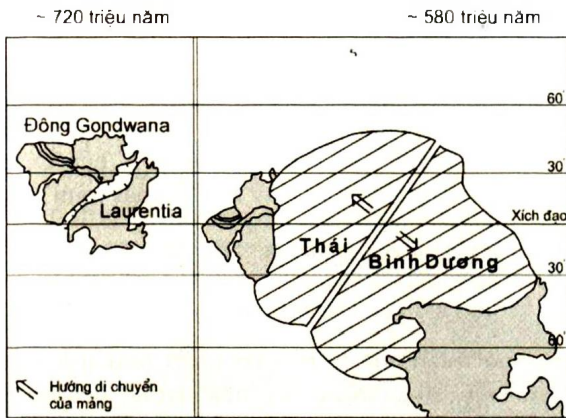 ~ 720 triệu năm
~ 580 triệu năm
60°
Đông Gondwana
30°
Laurentia
Xích đạo
Thái
Bình Dương
30°
60°
Hướng di chuyển
của mảng